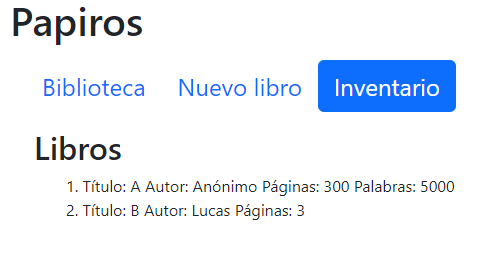 Papiros
Biblioteca Nuevo libro Inventario
Libros
1. Título: A Autor: Anónimo Páginas: 300 Palabras: 5000
2. Título: B Autor: Lucas Páginas: 3